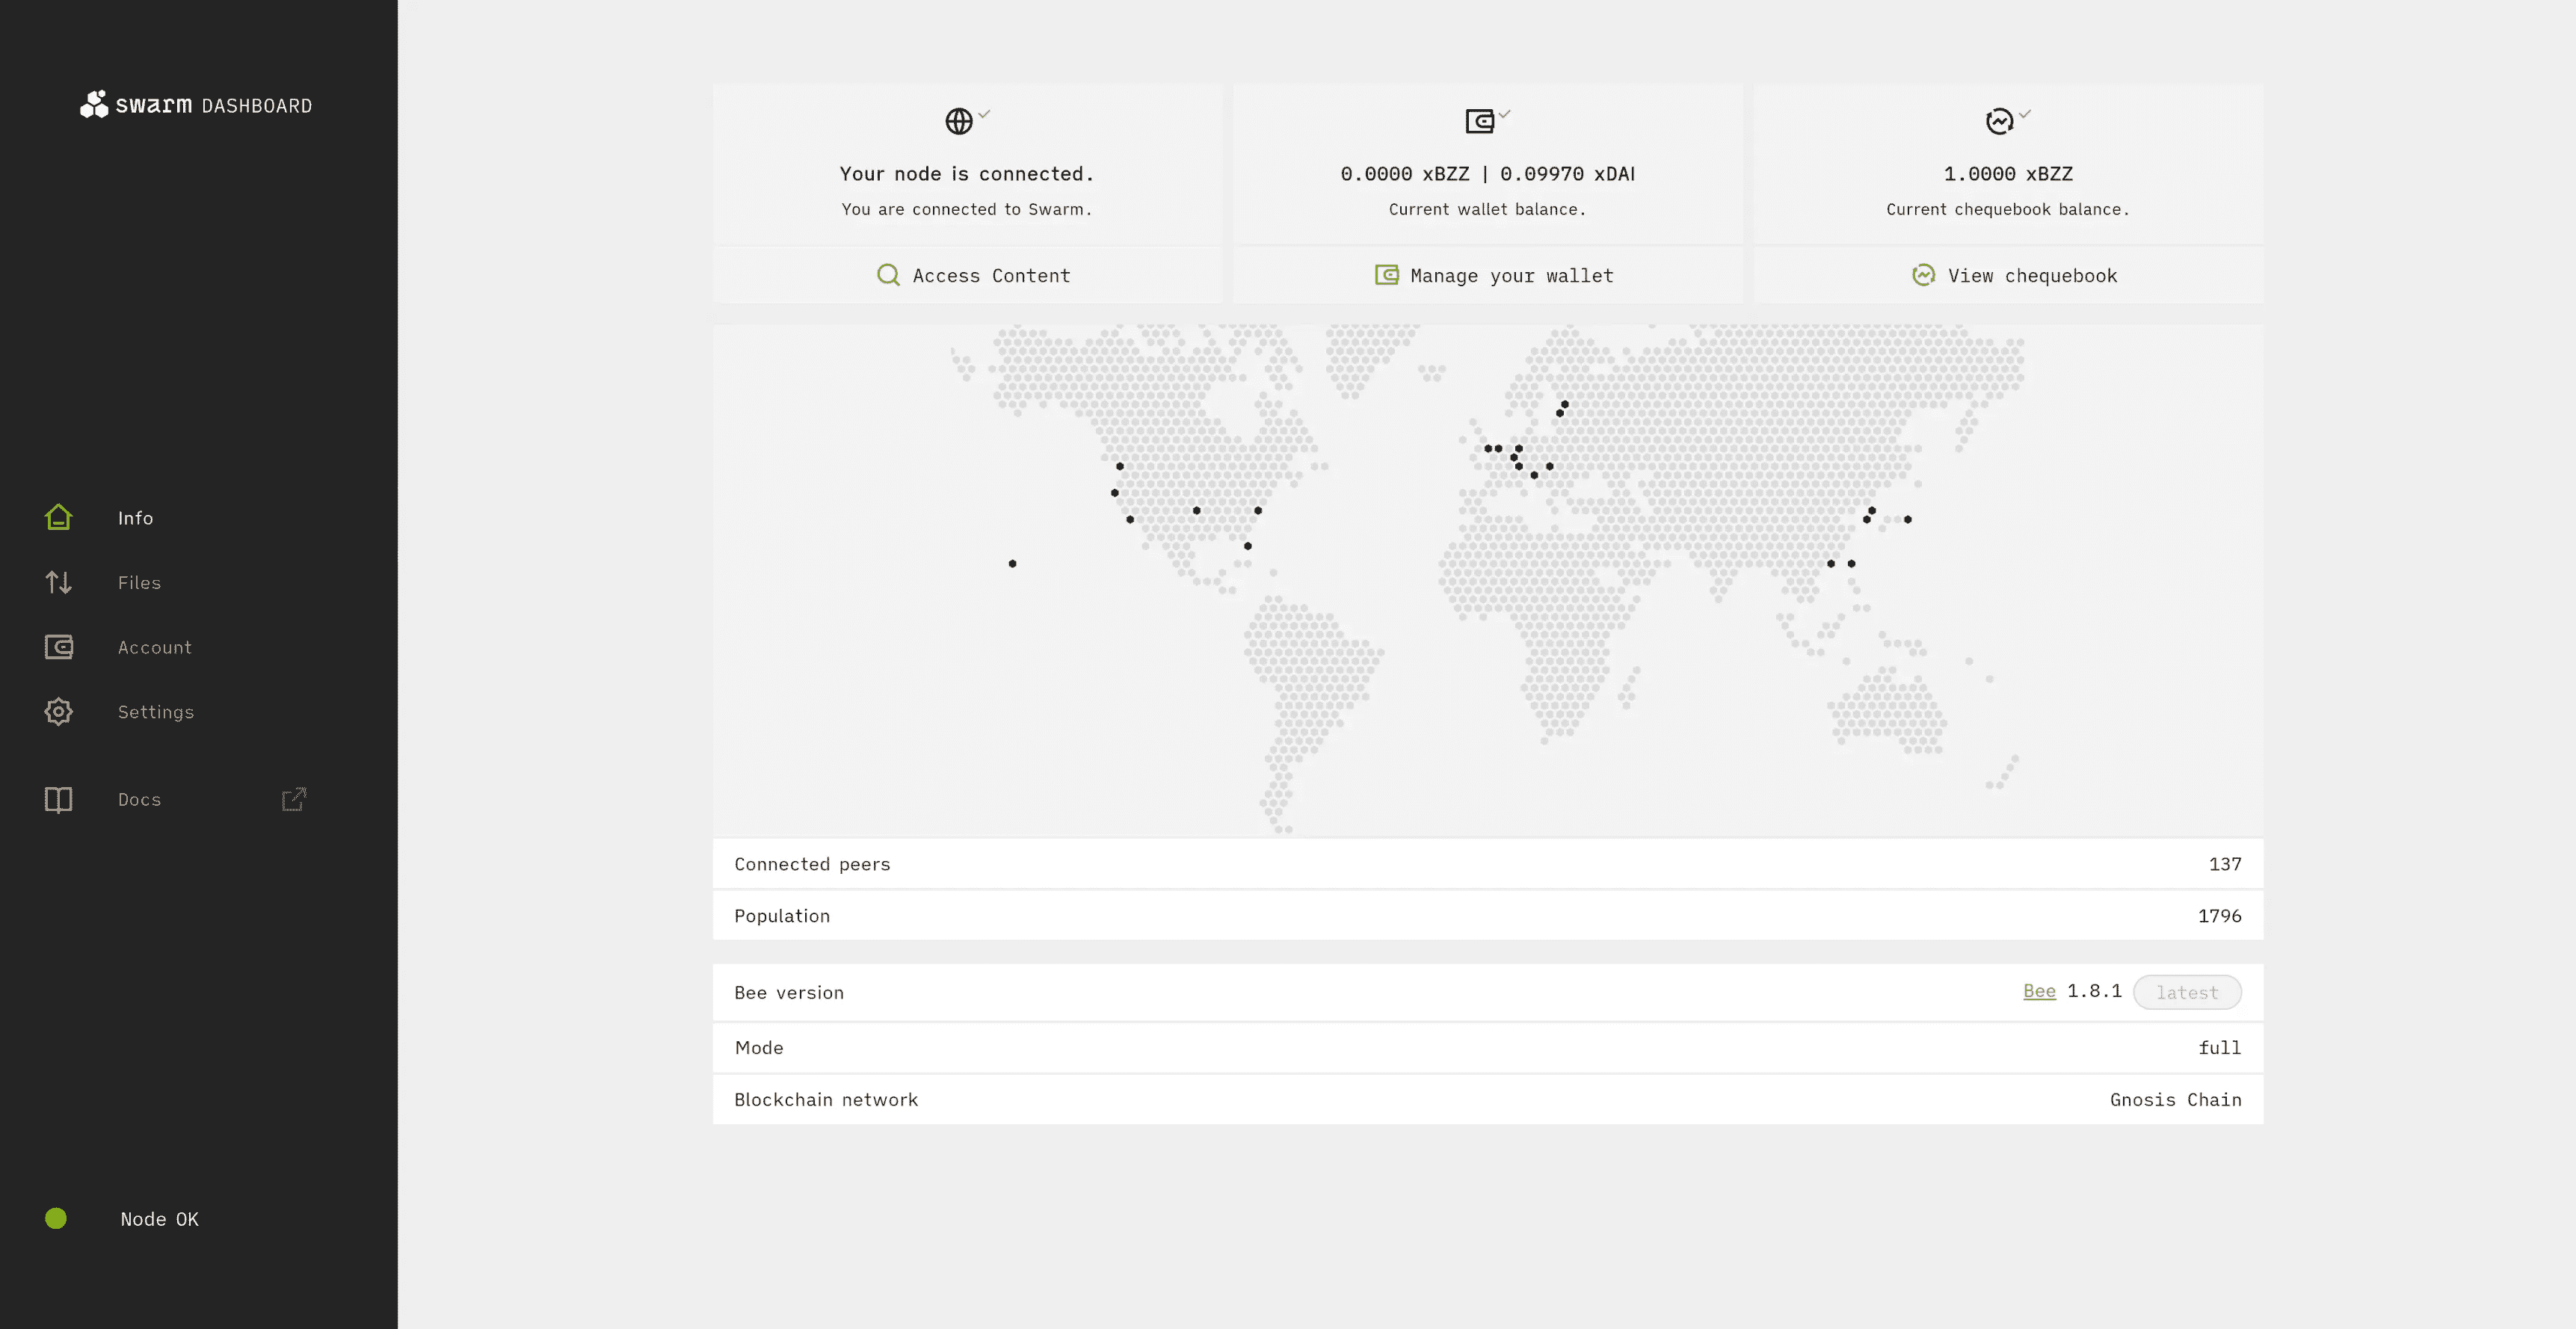 swarm DASHBOARD
Info
Files
Account
Settings
Docs
Node OK
Your node is connected.
You are connected to Swarm.
Access Content
0.0000 xBZZ | 0.09970 xDAI
Current wallet balance.
Manage your wallet
1.0000 xBZZ
Current chequebook balance.
View chequebook
Connected peers 137
Population 1796
Bee version Bee 1.8.1 latest
Mode full
Blockchain network Gnosis Chain